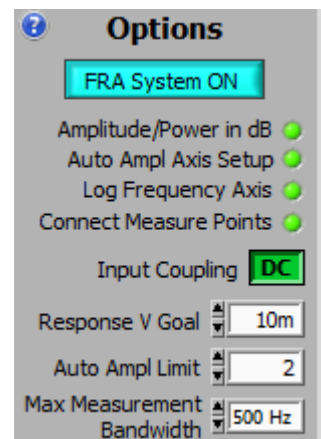 ? Options
FRA System ON
Amplitude/Power in dB
Auto Ampl Axis Setup
Log Frequency Axis
Connect Measure Points
Input Coupling DC
Response V Goal 10m
Auto Ampl Limit 2
Max Measurement
Bandwidth 500 Hz